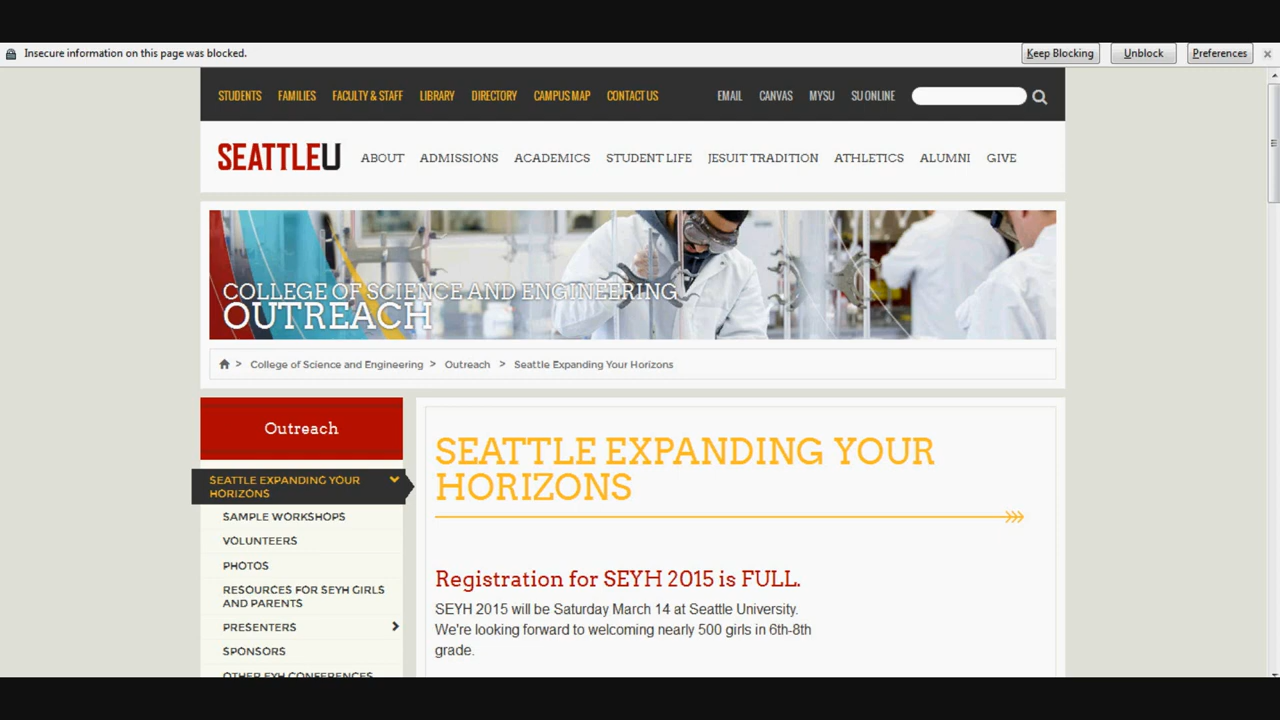 Insecure information on this page was blocked.
Keep Blocking
Unblock
Preferences
STUDENTS FAMILIES FACULTY & STAFF LIBRARY DIRECTORY CAMPUS MAP CONTACT US EMAIL CANVAS MYSU SU ONLINE
SEATTLEU
ABOUT ADMISSIONS ACADEMICS STUDENT LIFE JESUIT TRADITION ATHLETICS ALUMNI GIVE
COLLEGE OF SCIENCE AND ENGINEERING
OUTREACH
> College of Science and Engineering > Outreach > Seattle Expanding Your Horizons
Outreach
SEATTLE EXPANDING YOUR
HORIZONS
SAMPLE WORKSHOPS
VOLUNTEERS
PHOTOS
RESOURCES FOR SEYH GIRLS
AND PARENTS
PRESENTERS
SPONSORS
OTHER EYH CONFERENCES
SEATTLE EXPANDING YOUR
HORIZONS
Registration for SEYH 2015 is FULL.
SEYH 2015 will be Saturday March 14 at Seattle University.
We're looking forward to welcoming nearly 500 girls in 6th-8th
grade.